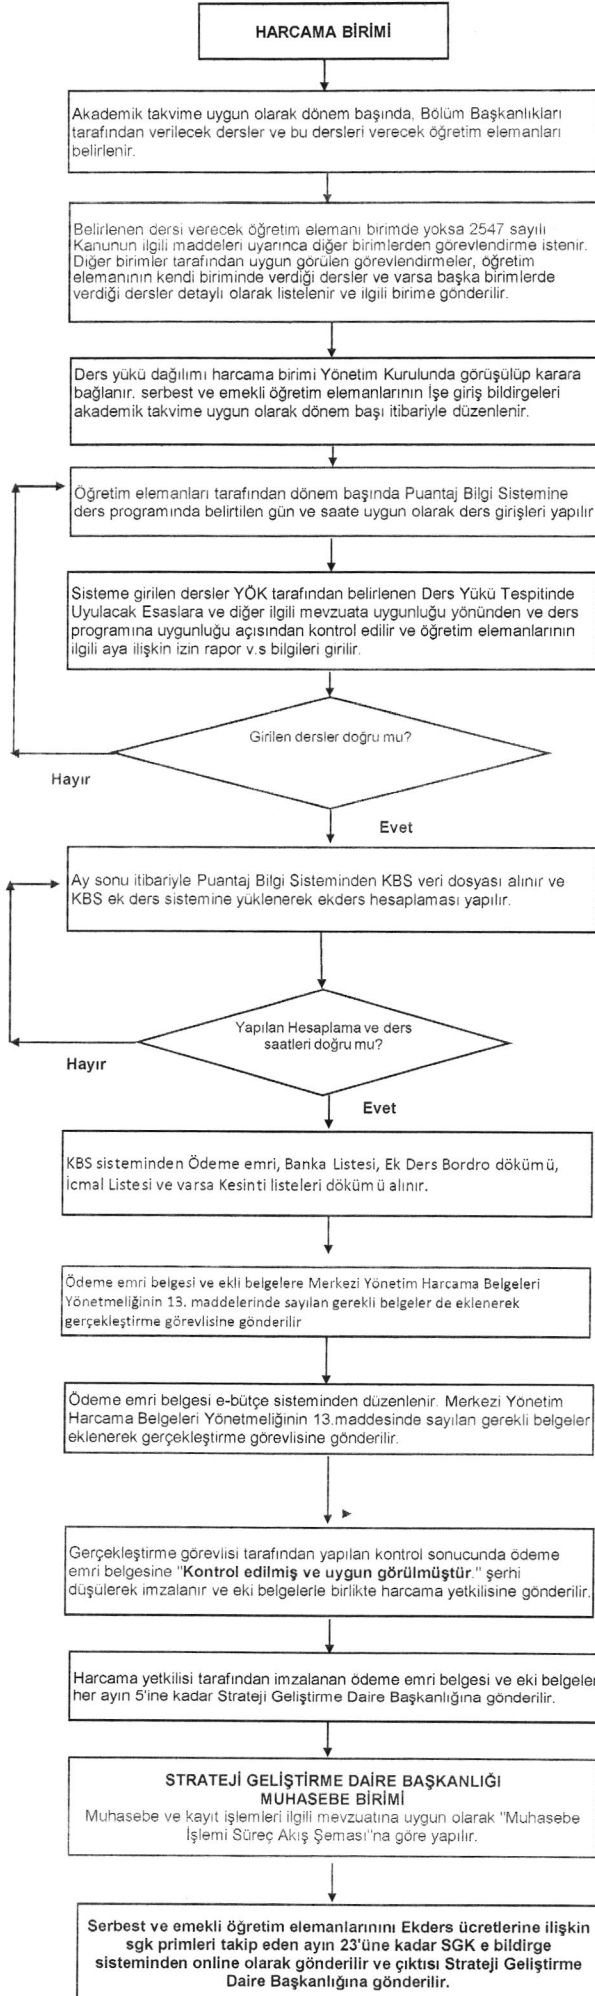 HARCAMA BİRİMİ
Akademik takvime uygun olarak dönem başında, Bölüm Başkanlıkları
tarafından verilecek dersler ve bu dersleri verecek öğretim elemanları
belirlenir.
Belirlenen dersi verecek öğretim elemanı birimde yoksa 2547 sayılı
Kanunun ilgili maddeleri uyarınca diğer birimlerden görevlendirme istenir.
Diğer birimler tarafından uygun görülen görevlendirmeler, öğretim
elemanının kendi biriminde verdiği dersler ve varsa başka birimlerde
verdiği dersler detaylı olarak listelenir ve ilgili birime gönderilir.
Ders yükü dağılımı harcama birimi Yönetim Kurulunda görüşülüp karara
bağlanır. serbest ve emekli öğretim elemanlarının İşe giriş bildirgeleri
akademik takvime uygun olarak dönem başı itibariyle düzenlenir.
Öğretim elemanları tarafından dönem başında Puantaj Bilgi Sistemine
ders programında belirtilen gün ve saate uygun olarak ders girişleri yapılır
Sisteme girilen dersler YÖK tarafından belirlenen Ders Yükü Tespitinde
Uyulacak Esaslara ve diğer ilgili mevzuata uygunluğu yönünden ve ders
programına uygunluğu açısından kontrol edilir ve öğretim elemanlarının
ilgili aya ilişkin izin rapor v.s bilgileri girilir.
Girilen dersler doğru mu?
Hayır
Evet
Ay sonu itibariyle Puantaj Bilgi Sisteminden KBS veri dosyası alınır ve
KBS ek ders sistemine yüklenerek ekders hesaplaması yapılır.
Yapılan Hesaplama ve ders
saatleri doğru mu?
Hayır
Evet
KBS sisteminden Ödeme emri, Banka Listesi, Ek Ders Bordro dökümü,
İcmal Listesi ve varsa Kesinti listeleri dökümü alınır.
Ödeme emri belgesi ve ekli belgelere Merkezi Yönetim Harcama Belgeleri
Yönetmeliğinin 13. maddelerinde sayılan gerekli belgeler de eklenerek
gerçekleştirme görevlisine gönderilir
Ödeme emri belgesi e-bütçe sisteminden düzenlenir. Merkezi Yönetim
Harcama Belgeleri Yönetmeliğinin 13.maddesinde sayılan gerekli belgeler
eklenerek gerçekleştirme görevlisine gönderilir.
Gerçekleştirme görevlisi tarafından yapılan kontrol sonucunda ödeme
emri belgesine "Kontrol edilmiş ve uygun görülmüştür." şerhi
düşülerek imzalanır ve eki belgelerle birlikte harcama yetkilisine gönderilir.
Harcama yetkilisi tarafından imzalanan ödeme emri belgesi ve eki belgeler
her ayın 5'ine kadar Strateji Geliştirme Daire Başkanlığına gönderilir.
STRATEJİ GELİŞTİRME DAİRE BAŞKANLIĞI
MUHASEBE BİRİMİ
Muhasebe ve kayıt işlemleri ilgili mevzuatına uygun olarak "Muhasebe
İşlemi Süreç Akış Şeması"na göre yapılır.
Serbest ve emekli öğretim elemanlarınını Ekders ücretlerine ilişkin
sgk primleri takip eden ayın 23'üne kadar SGK e bildirge
sisteminden online olarak gönderilir ve çıktısı Strateji Geliştirme
Daire Başkanlığına gönderilir.